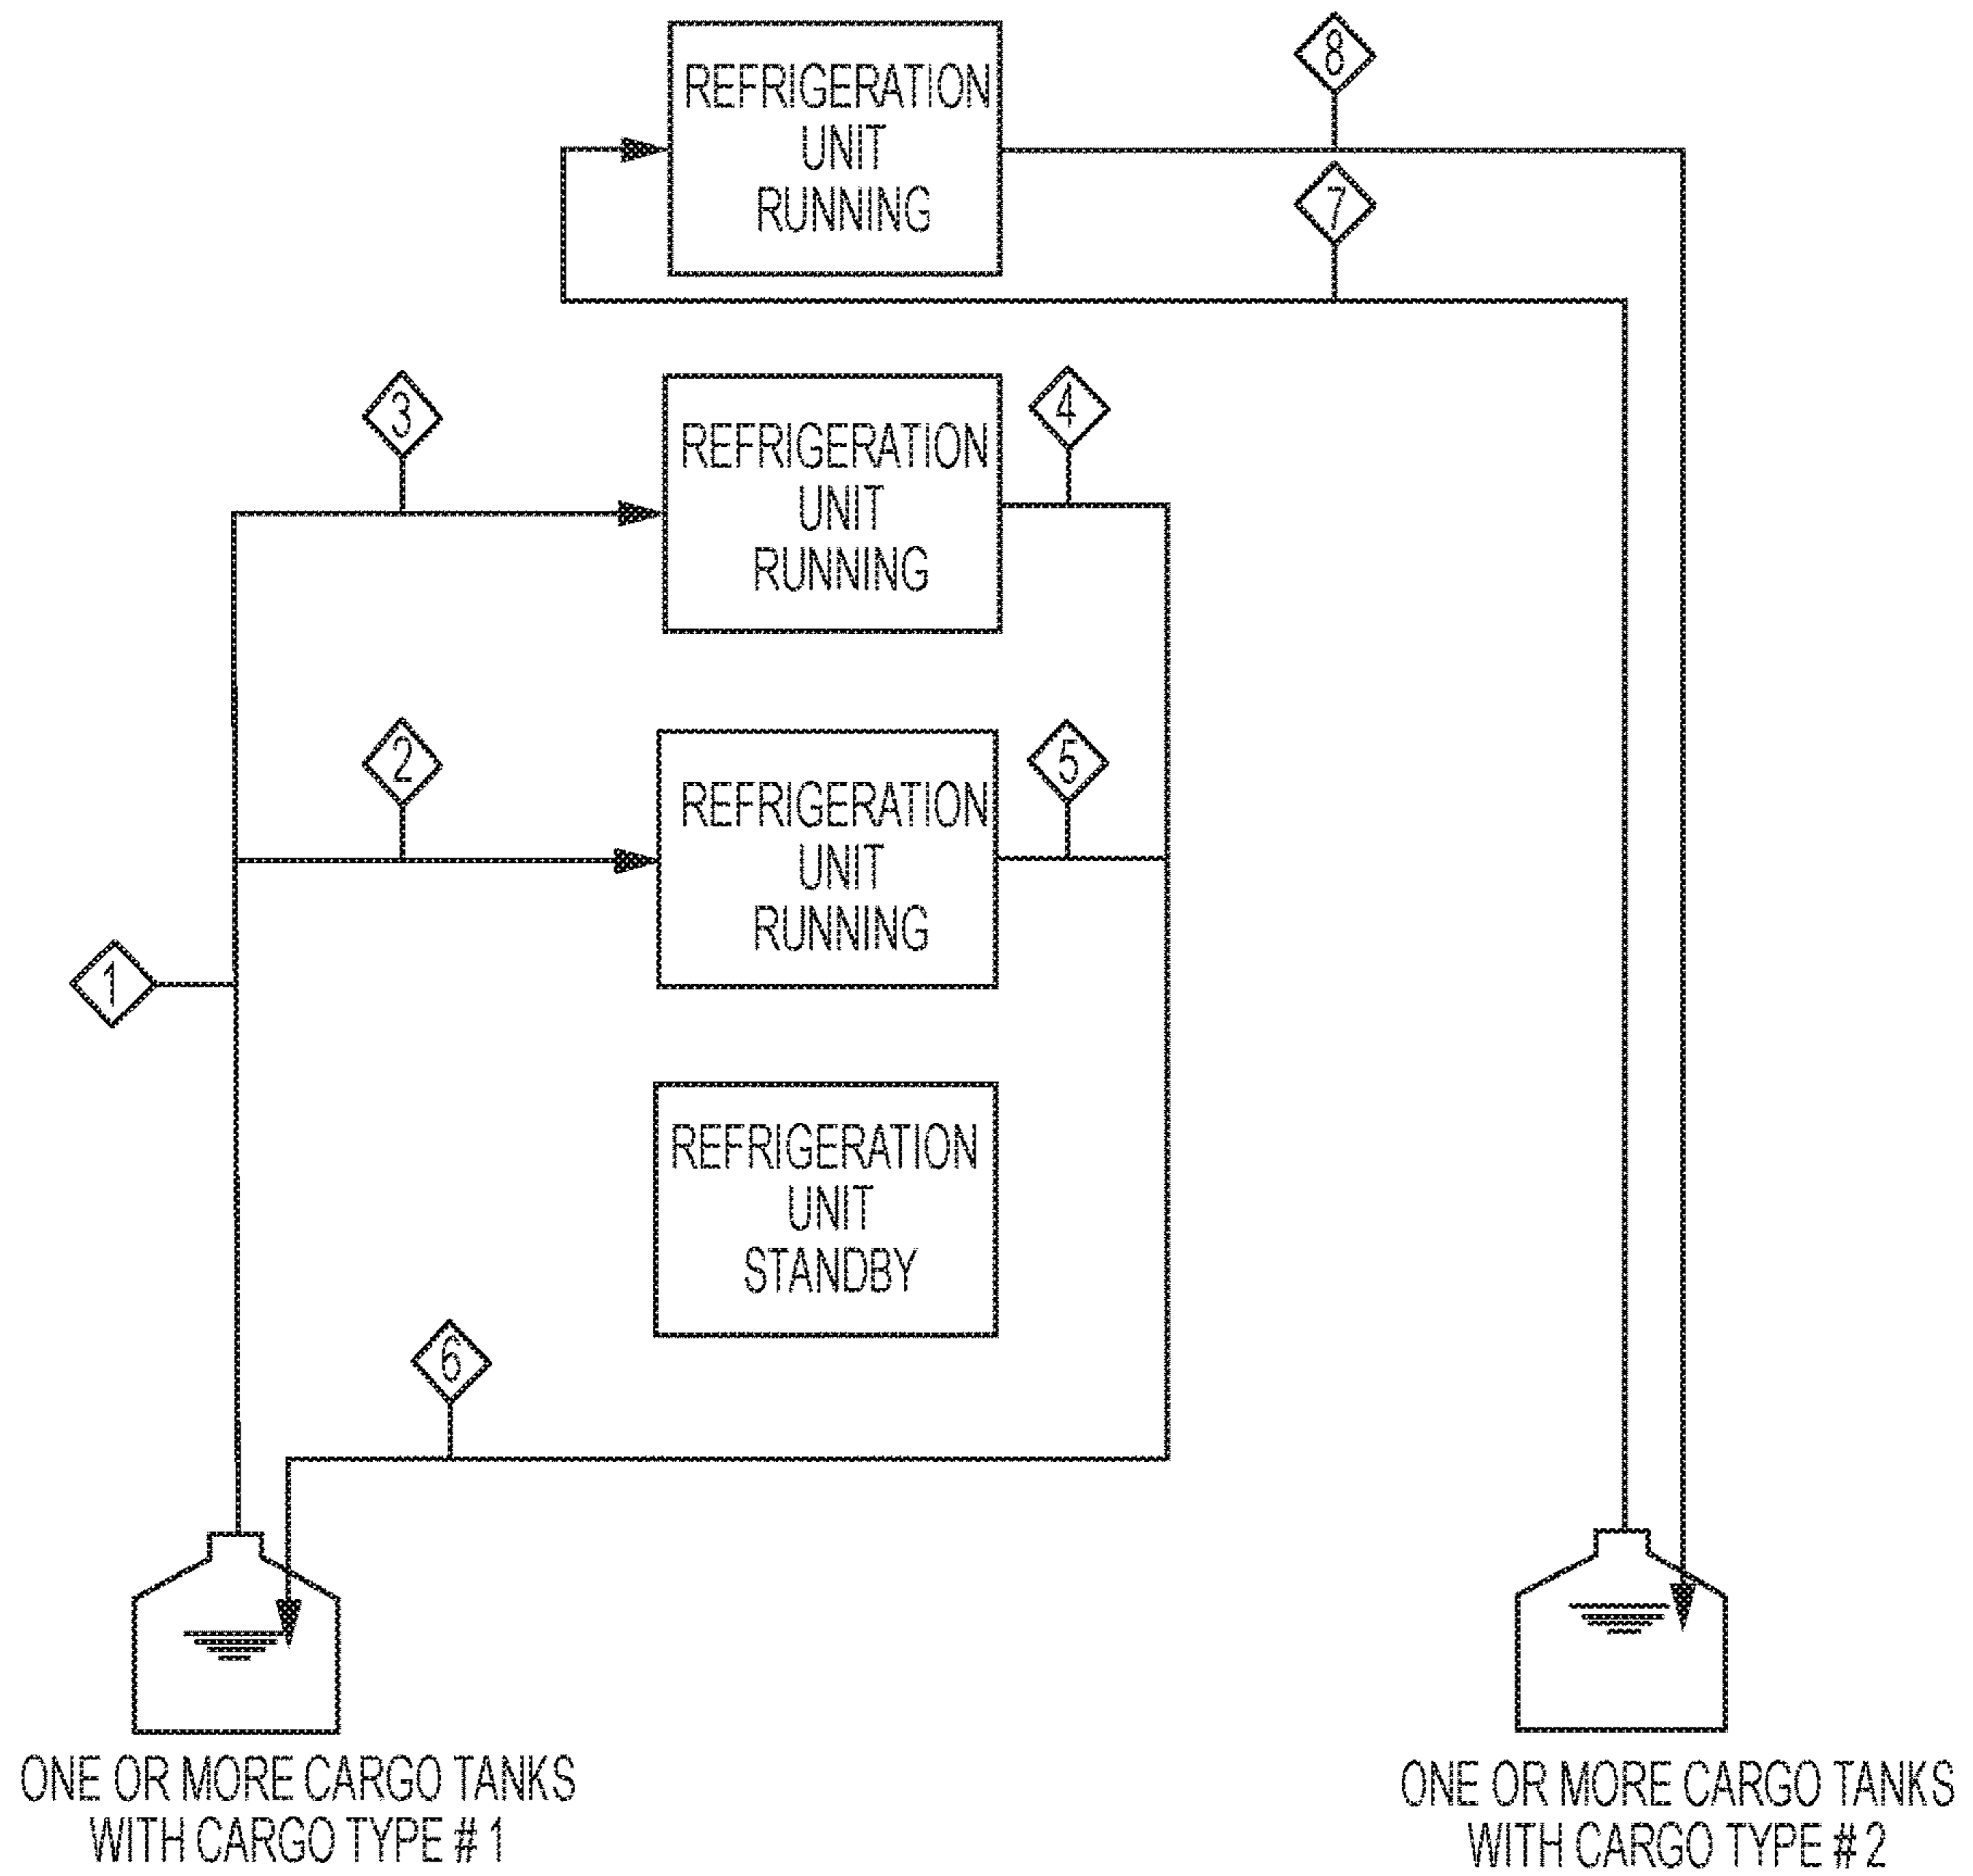 8
REFRIGERATION
UNIT
RUNNING
7
3
4
REFRIGERATION
UNIT
RUNNING
2
5
REFRIGERATION
UNIT
RUNNING
1
REFRIGERATION
UNIT
STANDBY
6
ONE OR MORE CARGO TANKS
WITH CARGO TYPE # 1
ONE OR MORE CARGO TANKS
WITH CARGO TYPE # 2